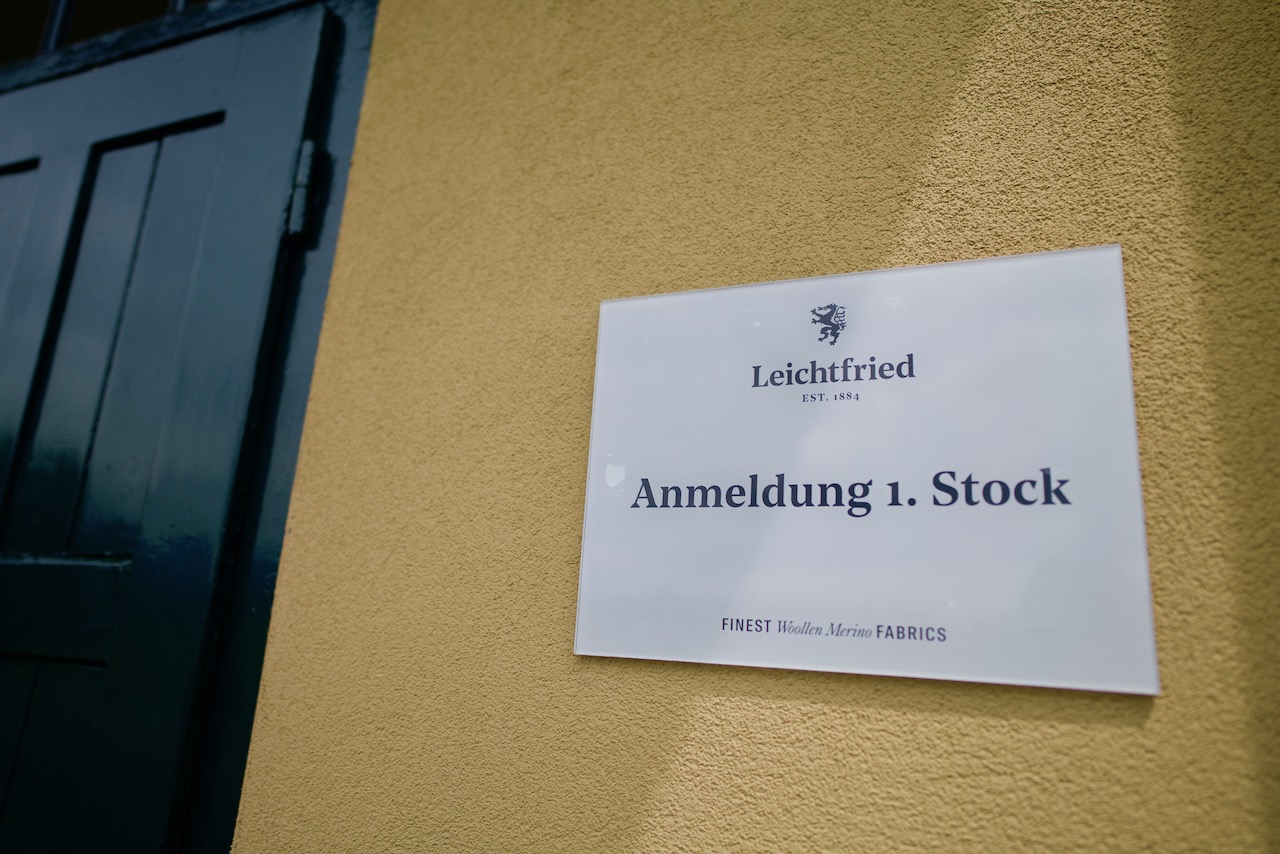 Leichtfried
EST. 1884
Anmeldung 1. Stock
FINEST Woollen Merino FABRICS